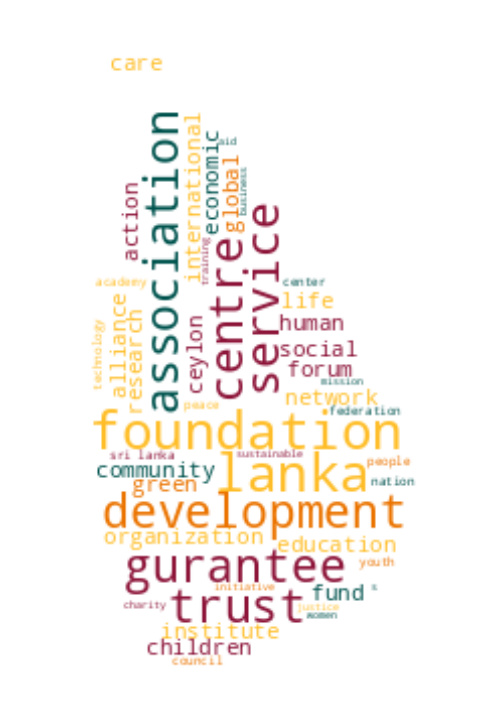 care
association
international
economic
aid
global
business
action
training
centre
service
academy
center
life
alliance
research
technology
ceylon
human
social
forum
mission
network
peace
federation
foundation
sri lanka
sustainable
community
lanka
people
green
nation
development
organization
education
gurantee
youth
initiative
fund
s
charity
trust
justice
women
institute
children
council